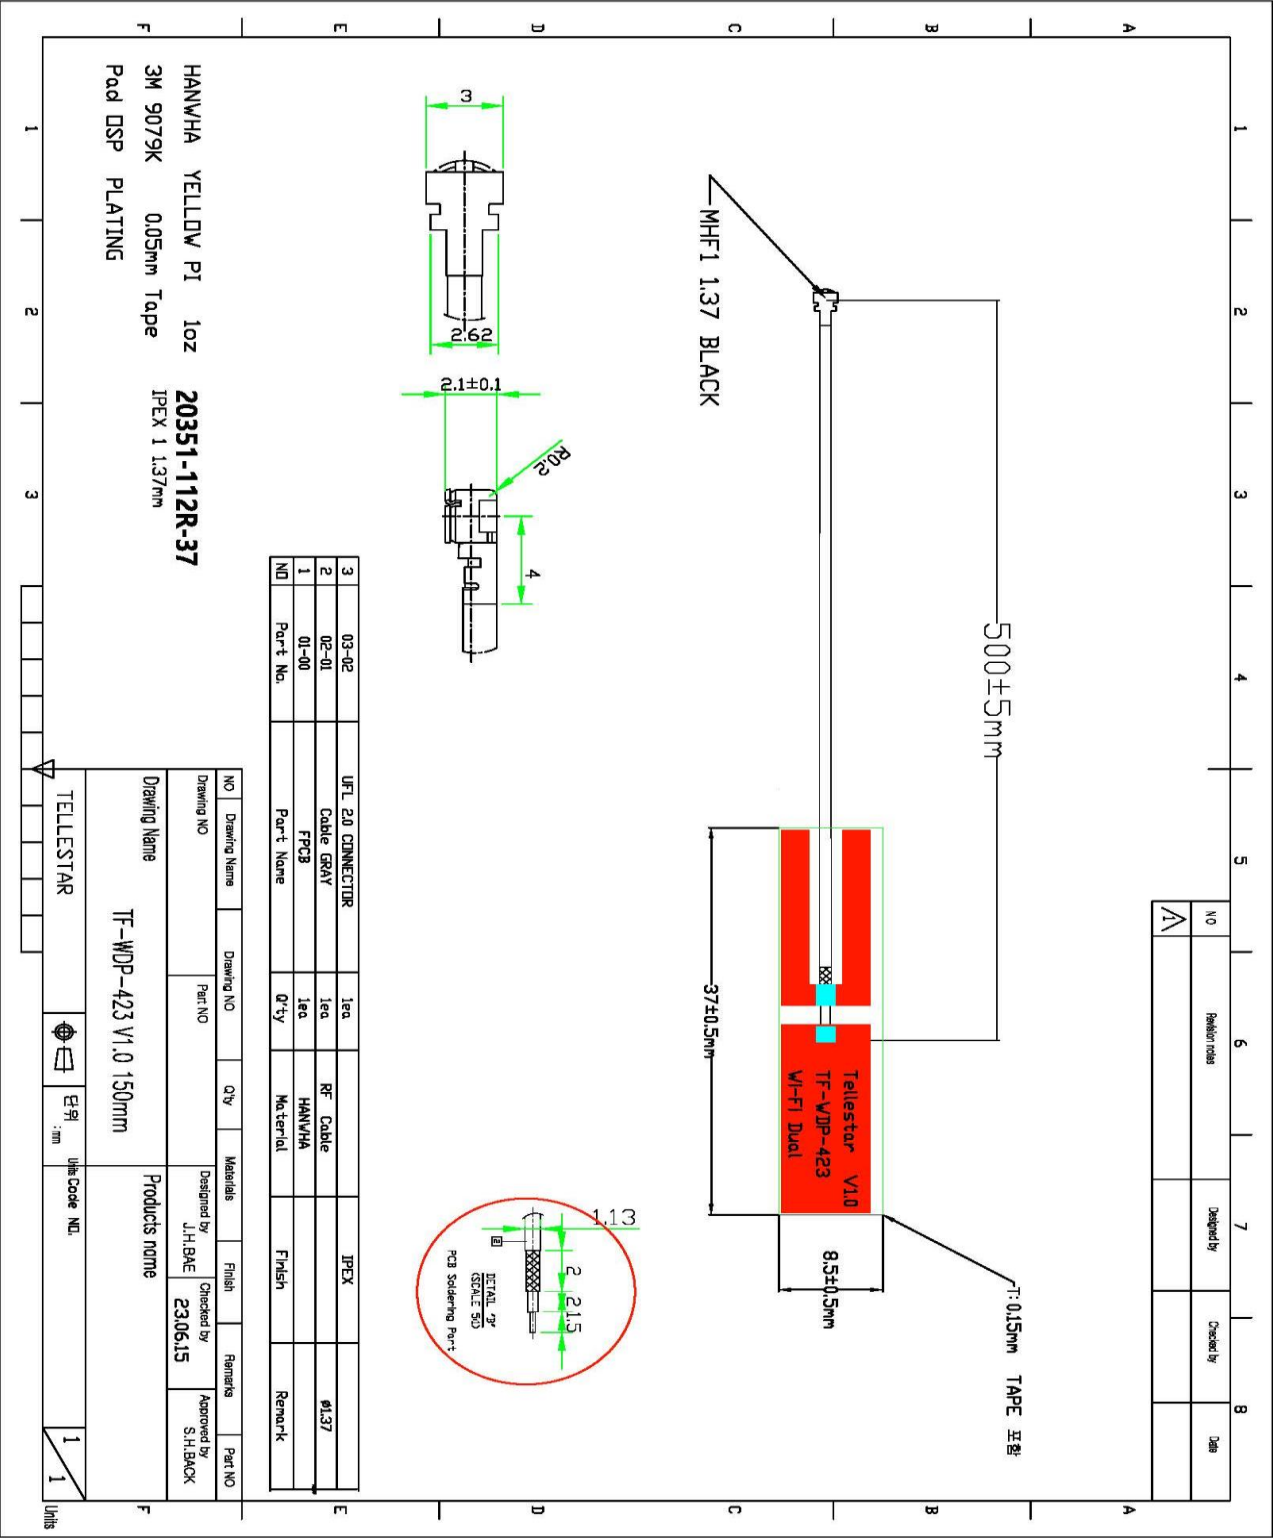 1
2
3
4
5
6
7
8
A
B
C
D
E
F
NO
Revision notes
Designed by
Checked by
Date
1
500±5mm
MHF1 1.37 BLACK
37±0.5mm
8.5±0.5mm
T:0.15mm TAPE 포함
Tellestar V1.0
TF-WDP-423
WI-FI Dual
3
2.62
2.1±0.1
R0.2
4
1.13
2
2
1.5
2
DETAIL "B"
(SCALE 5:1)
PCB Soldering Part
3 03-02 UFL 2.0 CONNECTOR 1ea IPEX
2 02-01 Cable GRAY 1ea RF Cable ø1.37
1 01-00 FPCB 1ea HANWHA
NO Part No. Part Name Q'ty Material Finish Remark
HANWHA YELLOW PI 1oz
3M 9079K 0.05mm Tape
Pad OSP PLATING
20351-112R-37
IPEX 1 1.37mm
NO Drawing Name Drawing NO Q'ty Materials Finish Remarks Part NO
Drawing NO
Part NO
Designed by
J.H.BAE
Checked by
23.06.15
Approved by
S.H.BACK
Drawing Name
TF-WDP-423 V1.0 150mm
Products name
TELLESTAR
단위
:mm
Units Code NO.
1
1
Units
1
2
3
A
B
C
D
E
F